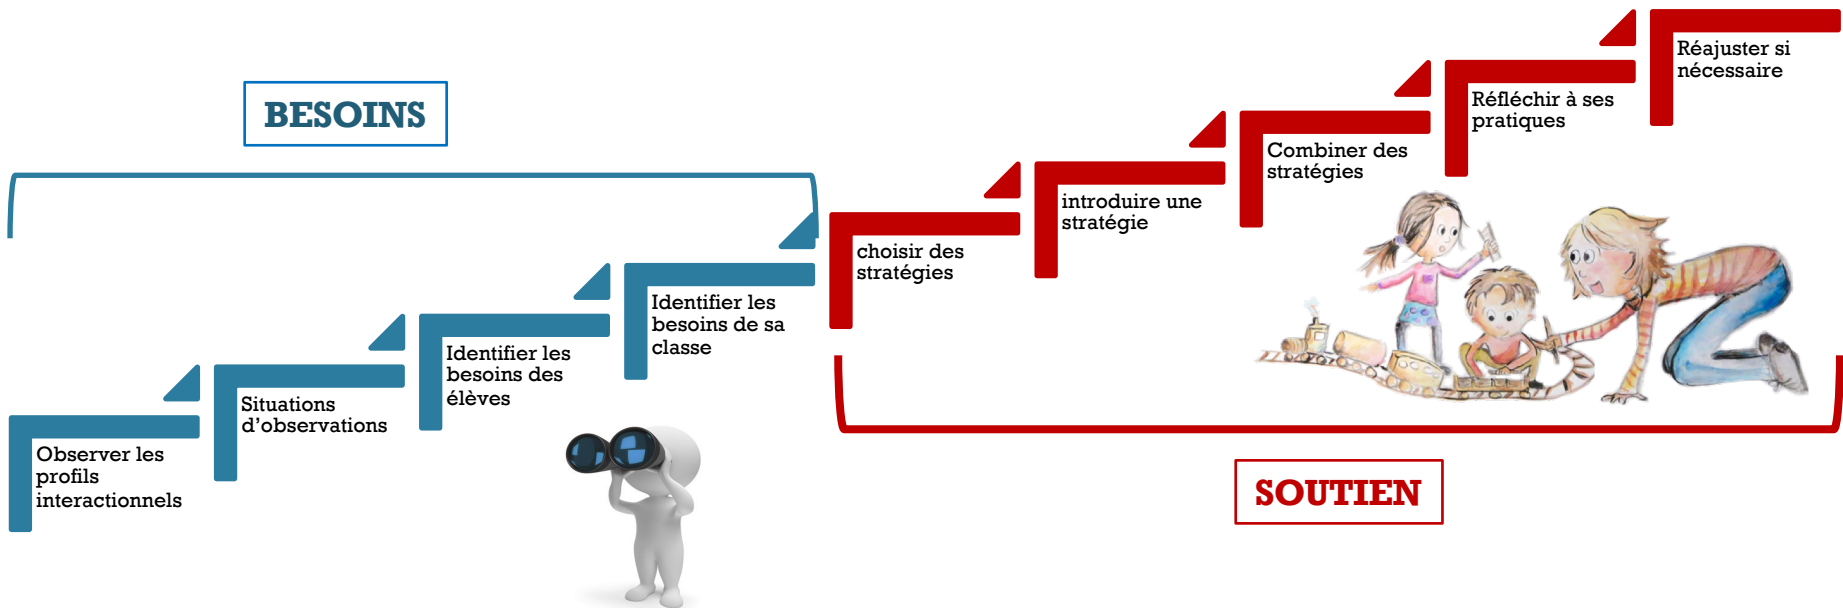 BESOINS
Observer les
profils
interactionnels
Situations
d’observations
Identifier les
besoins des
élèves
Identifier les
besoins de sa
classe
choisir des
stratégies
introduire une
stratégie
Combiner des
stratégies
Réfléchir à ses
pratiques
Réajuster si
nécessaire
SOUTIEN